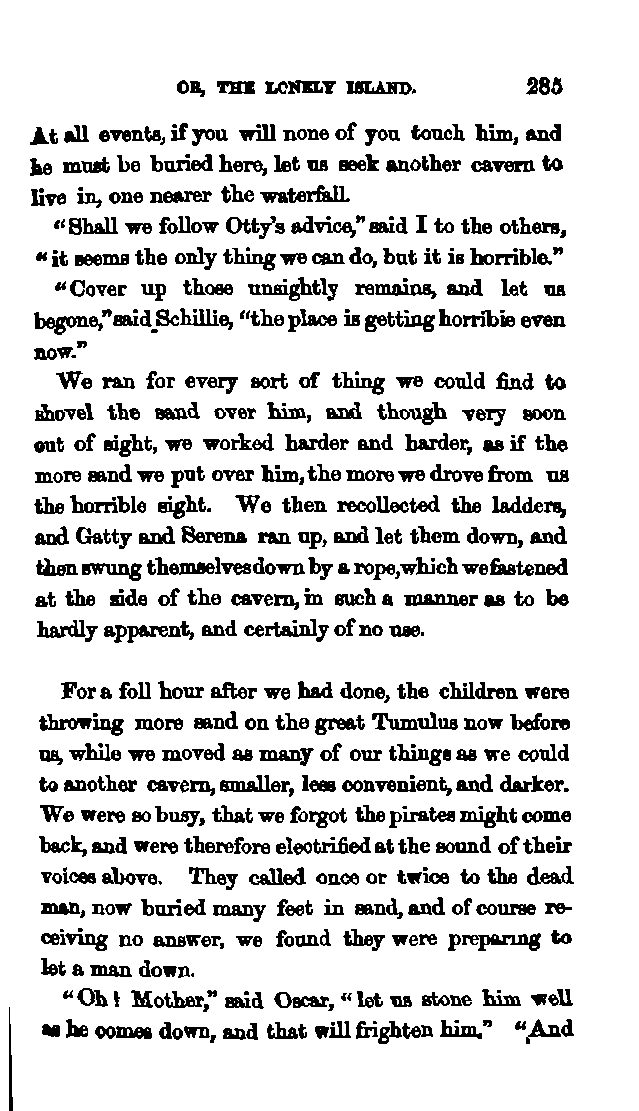 OR, THE LONELY ISLAND. 285
At all events, if you will none of you touch him, and
he must be buried here, let us seek another cavern to
live in, one nearer the waterfall.
"Shall we follow Otty's advice," said I to the others,
"it seems the only thing we can do, but it is horrible."
"Cover up those unsightly remains, and let us
begone," said Schillie, "the place is getting horrible even
now."
We ran for every sort of thing we could find to
shovel the sand over him, and though very soon
out of sight, we worked harder and harder, as if the
more sand we put over him, the more we drove from us
the horrible sight. We then recollected the ladders,
and Gatty and Serena ran up, and let them down, and
then swung themselves down by a rope, which we fastened
at the side of the cavern, in such a manner as to be
hardly apparent, and certainly of no use.
For a foll hour after we had done, the children were
throwing more sand on the great Tumulus now before
us, while we moved as many of our things as we could
to another cavern, smaller, less convenient, and darker.
We were so busy, that we forgot the pirates might come
back, and were therefore electrified at the sound of their
voices above. They called once or twice to the dead
man, now buried many feet in sand, and of course re-
ceiving no answer, we found they were preparing to
let a man down.
"Oh! Mother," said Oscar, "let us stone him well
as he comes down, and that will frighten him." "And